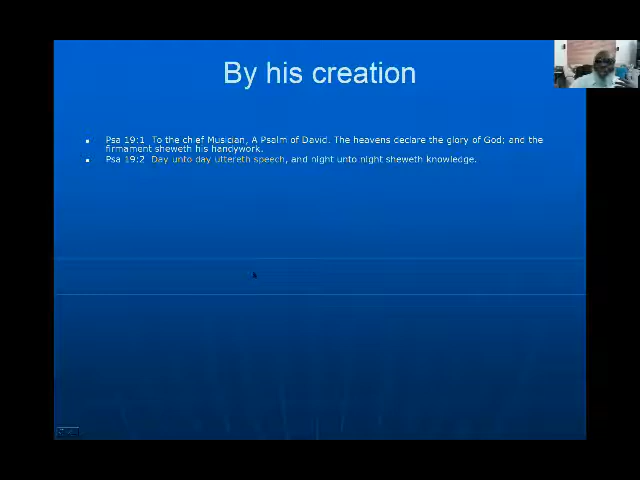 By his creation
Psa 19:1 To the chief Musician, A Psalm of David. The heavens declare the glory of God; and the
firmament sheweth his handywork.
Psa 19:2 Day unto day uttereth speech, and night unto night sheweth knowledge.